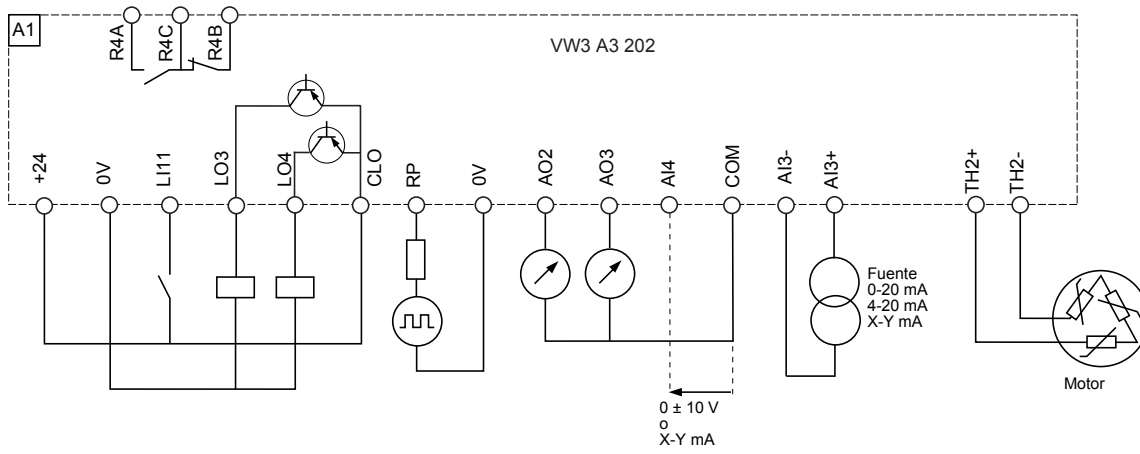 A1
R4A
R4C
R4B
VW3 A3 202
+24
0V
LI11
LO3
LO4
CLO
RP
0V
AO2
AO3
AI4
COM
AI3-
AI3+
TH2+
TH2-
Fuente
0-20 mA
4-20 mA
X-Y mA
Motor
0 ± 10 V
o
X-Y mA